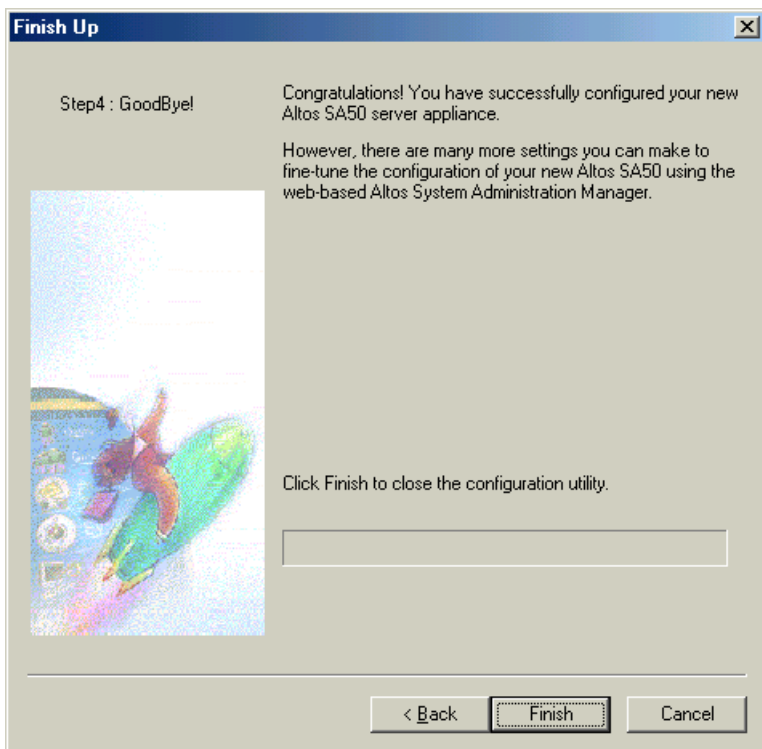 Finish Up
Step4 : GoodBye!
Congratulations! You have successfully configured your new
Altos SA50 server appliance.
However, there are many more settings you can make to
fine-tune the configuration of your new Altos SA50 using the
web-based Altos System Administration Manager.
Click Finish to close the configuration utility.
< Back
Finish
Cancel